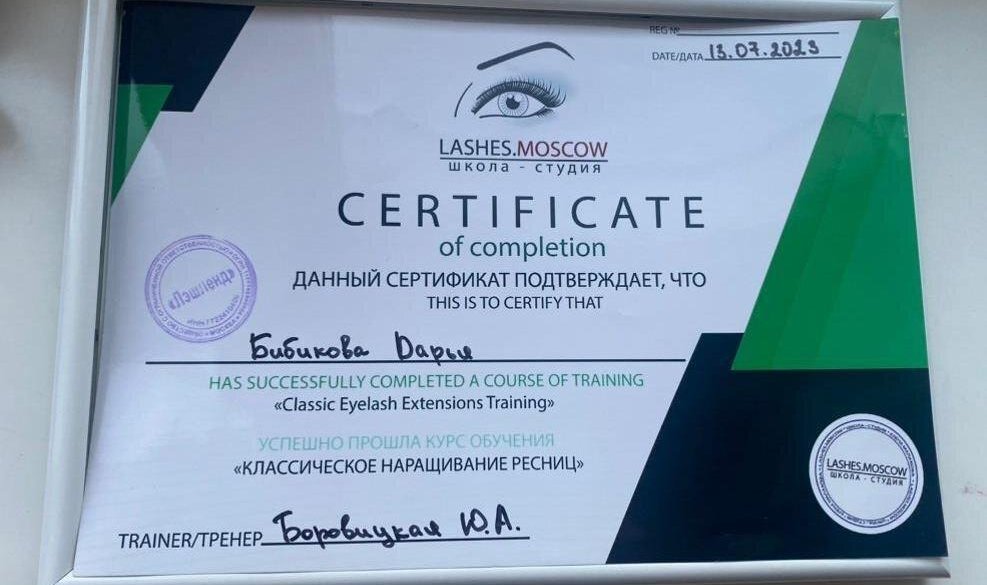 REG №
DATE/ДАТА 13.07.2023
LASHES.MOSCOW
школа - студия
CERTIFICATE
of completion
ДАННЫЙ СЕРТИФИКАТ ПОДТВЕРЖДАЕТ, ЧТО
THIS IS TO CERTIFY THAT
«Лэшленд»
Бибикова Дарья
HAS SUCCESSFULLY COMPLETED A COURSE OF TRAINING
«Classic Eyelash Extensions Training»
УСПЕШНО ПРОШЛА КУРС ОБУЧЕНИЯ
«КЛАССИЧЕСКОЕ НАРАЩИВАНИЕ РЕСНИЦ»
LASHES.MOSCOW
ШКОЛА - СТУДИЯ
TRAINER/ТРЕНЕР Боровицкая Ю.А.